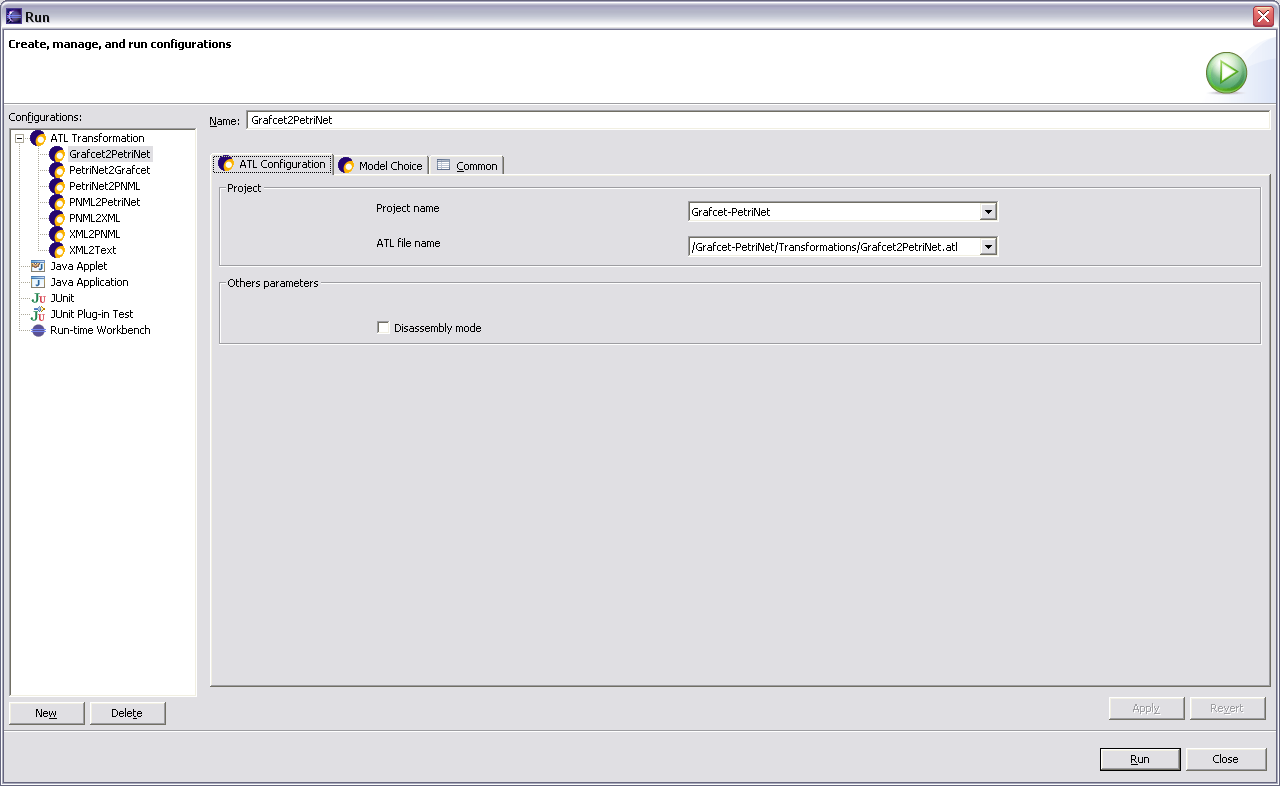 Run
Create, manage, and run configurations
Configurations:
ATL Transformation
Grafcet2PetriNet
PetriNet2Grafcet
PetriNet2PNML
PNML2PetriNet
PNML2XML
XML2PNML
XML2Text
Java Applet
Java Application
JUnit
JUnit Plug-in Test
Run-time Workbench
New Delete
Name: Grafcet2PetriNet
ATL Configuration Model Choice Common
Project
Project name Grafcet-PetriNet
ATL file name /Grafcet-PetriNet/Transformations/Grafcet2PetriNet.atl
Others parameters
Disassembly mode
Apply Revert
Run Close